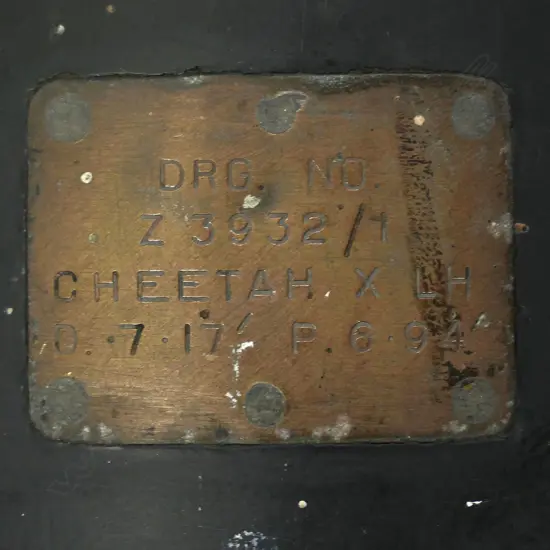 DRG. NO.
Z 3932/1
CHEETAH X LH
D.7.17' P.6.94'